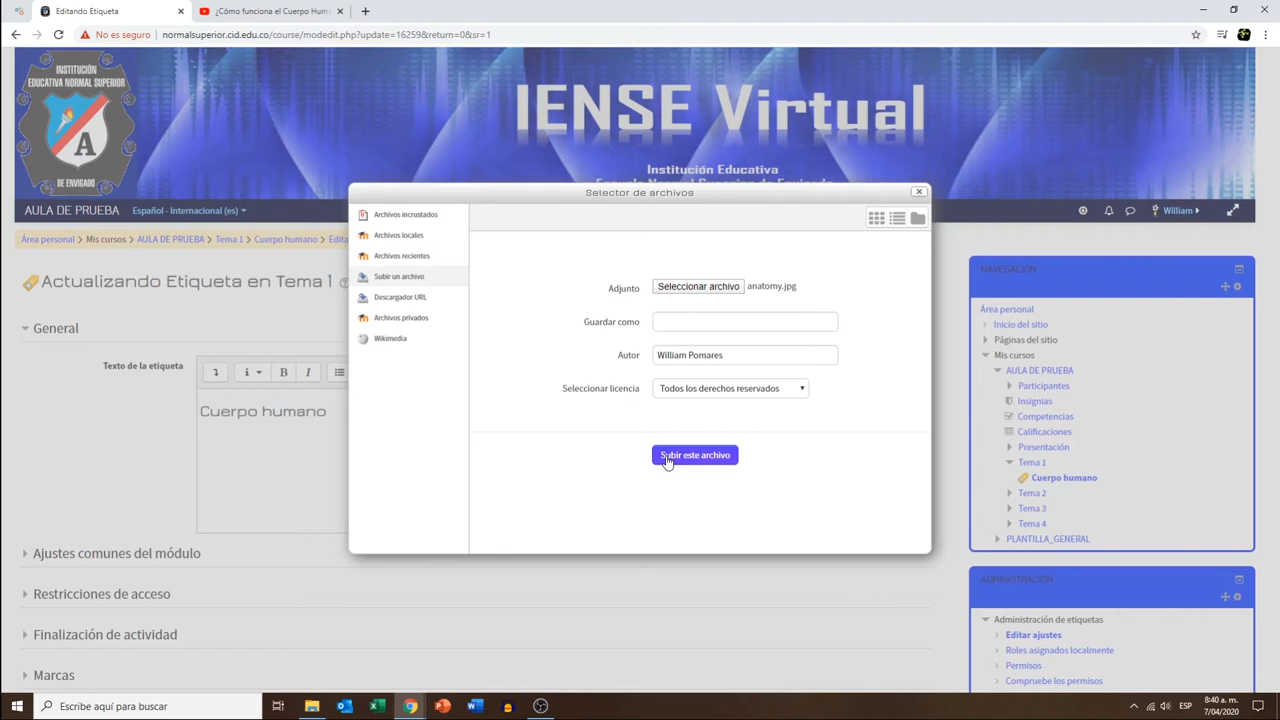 Editando Etiqueta
¿Cómo funciona el Cuerpo Hum
No es seguro
normalsuperior.cid.edu.co/course/modedit.php?update=16259&return=0&sr=1
INSTITUCIÓN
EDUCATIVA NORMAL SUPERIOR
A
DE ENVIGADO
IENSE Virtual
Institución Educativa
AULA DE PRUEBA
Español - Internacional (es)
William
Área personal > Mis cursos > AULA DE PRUEBA > Tema 1 > Cuerpo humano > Edita
Actualizando Etiqueta en Tema 1
General
Texto de la etiqueta
i
B
I
Cuerpo humano
Ajustes comunes del módulo
Restricciones de acceso
Finalización de actividad
Marcas
Selector de archivos
Archivos incrustados
Archivos locales
Archivos recientes
Subir un archivo
Descargador URL
Archivos privados
Wikimedia
Adjunto
Seleccionar archivo
anatomy.jpg
Guardar como
Autor
William Pomares
Seleccionar licencia
Todos los derechos reservados
Subir este archivo
NAVEGACIÓN
Área personal
Inicio del sitio
Páginas del sitio
Mis cursos
AULA DE PRUEBA
Participantes
Insignias
Competencias
Calificaciones
Presentación
Tema 1
Cuerpo humano
Tema 2
Tema 3
Tema 4
PLANTILLA_GENERAL
ADMINISTRACIÓN
Administración de etiquetas
Editar ajustes
Roles asignados localmente
Permisos
Compruebe los permisos
Escribe aquí para buscar
ESP
8:40 a. m.
7/04/2020